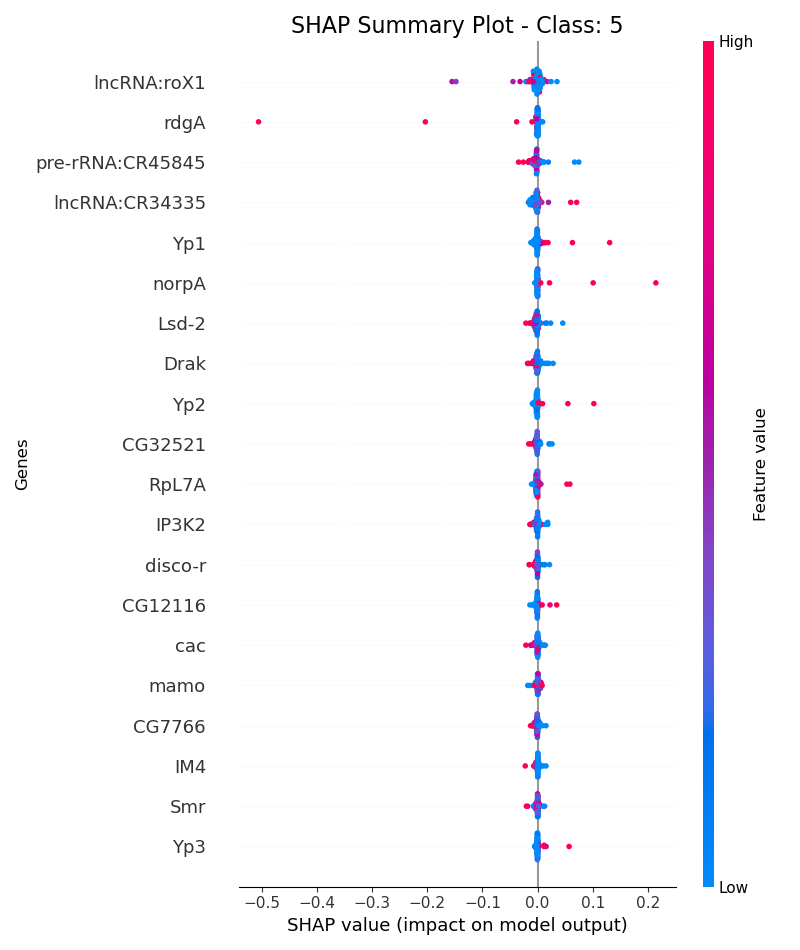 SHAP Summary Plot - Class: 5
High
lncRNA:roX1
rdgA
pre-rRNA:CR45845
lncRNA:CR34335
Yp1
norpA
Lsd-2
Drak
Yp2
CG32521
RpL7A
IP3K2
disco-r
CG12116
cac
mamo
CG7766
IM4
Smr
Yp3
Genes
Feature value
Low
−0.5 −0.4 −0.3 −0.2 −0.1 0.0 0.1 0.2
SHAP value (impact on model output)